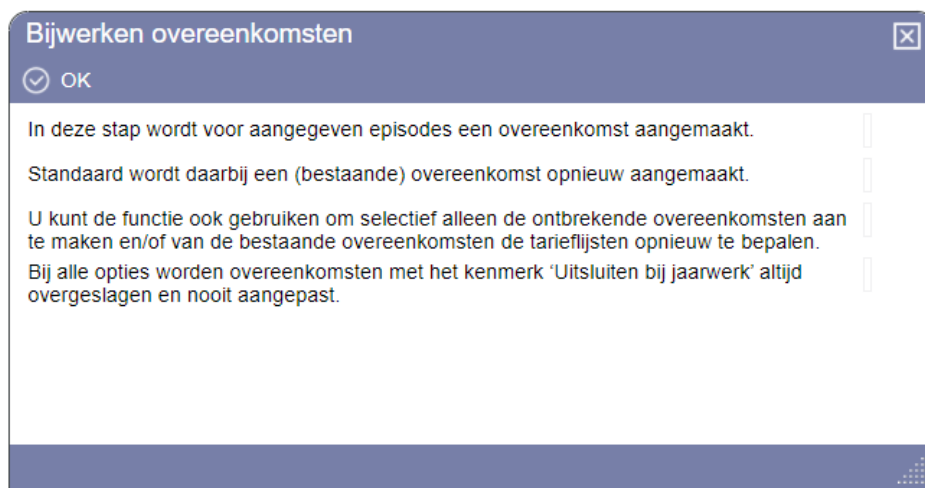 Bijwerken overeenkomsten
OK
In deze stap wordt voor aangegeven episodes een overeenkomst aangemaakt.
Standaard wordt daarbij een (bestaande) overeenkomst opnieuw aangemaakt.
U kunt de functie ook gebruiken om selectief alleen de ontbrekende overeenkomsten aan
te maken en/of van de bestaande overeenkomsten de tarieflijsten opnieuw te bepalen.
Bij alle opties worden overeenkomsten met het kenmerk ‘Uitsluiten bij jaarwerk’ altijd
overgeslagen en nooit aangepast.